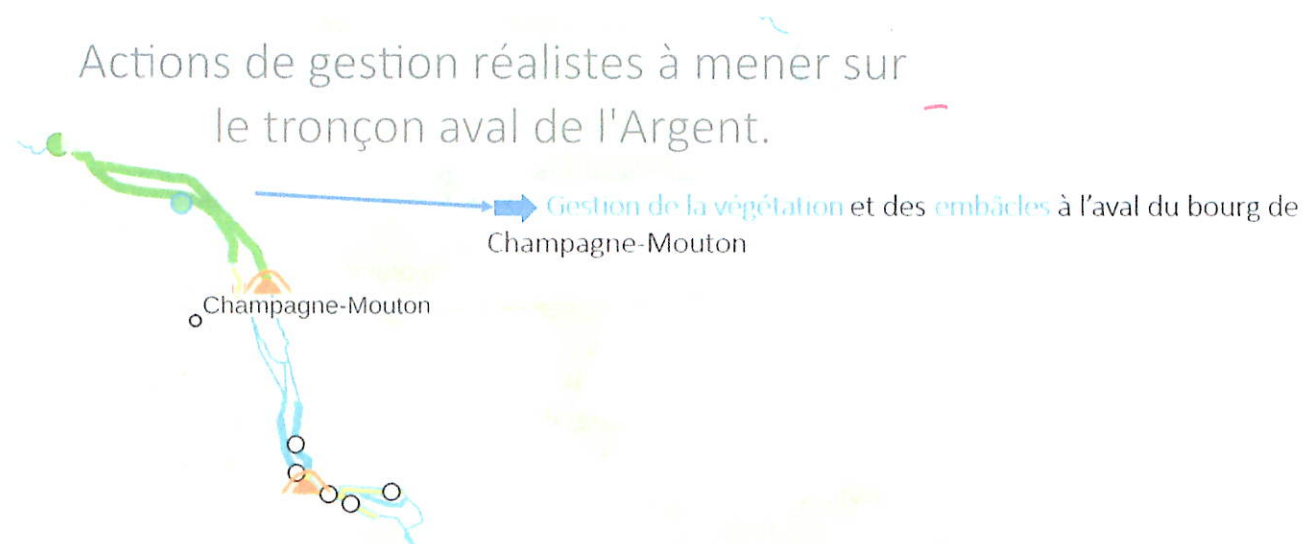 Actions de gestion réalistes à mener sur
le tronçon aval de l'Argent.
Gestion de la végétation et des embâcles à l'aval du bourg de
Champagne-Mouton
Champagne-Mouton